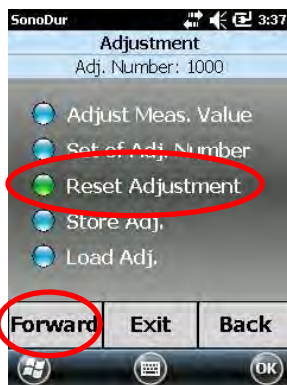 SonoDur 3:37
Adjustment
Adj. Number: 1000
Adjust Meas. Value
Set of Adj. Number
Reset Adjustment
Store Adj.
Load Adj.
Forward Exit Back
OK